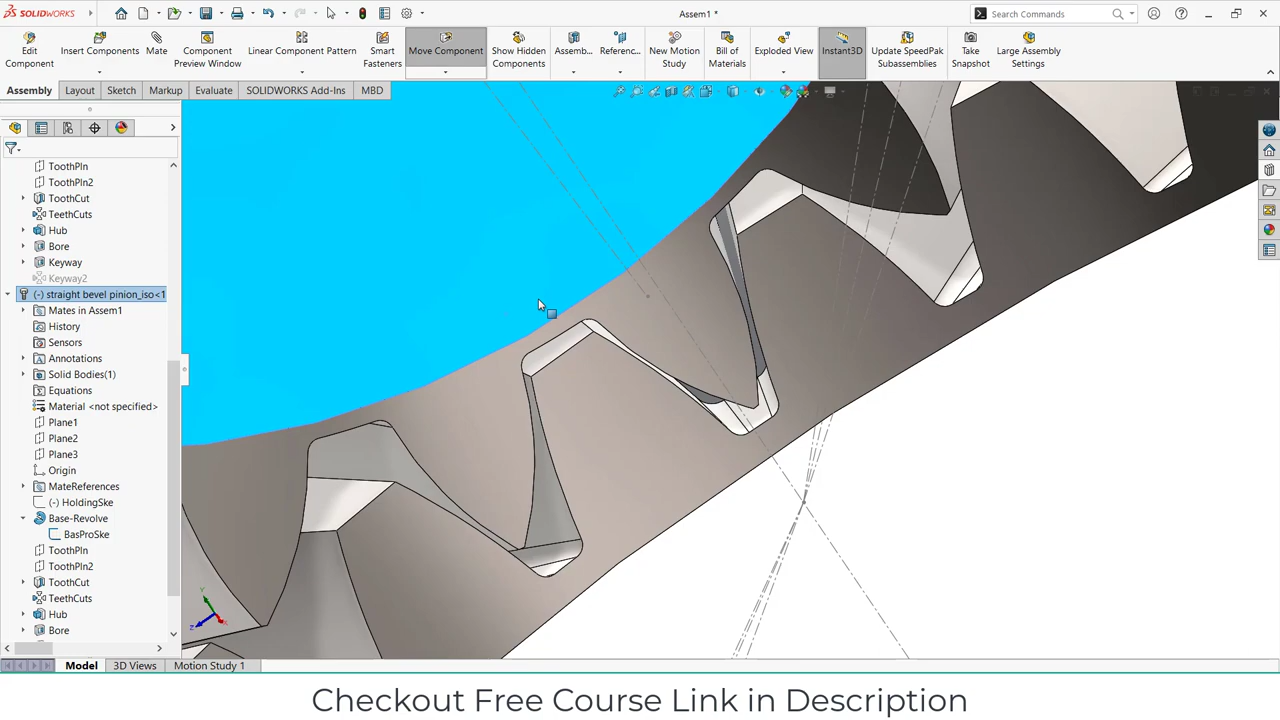 SOLIDWORKS
Assem1 *
Search Commands
Edit Component
Insert Components
Mate
Component Preview Window
Linear Component Pattern
Smart Fasteners
Move Component
Show Hidden Components
Assemb...
Referenc...
New Motion Study
Bill of Materials
Exploded View
Instant3D
Update SpeedPak Subassemblies
Take Snapshot
Large Assembly Settings
Assembly
Layout
Sketch
Markup
Evaluate
SOLIDWORKS Add-Ins
MBD
ToothPln
ToothPln2
ToothCut
TeethCuts
Hub
Bore
Keyway
Keyway2
(-) straight bevel pinion_iso<1
Mates in Assem1
History
Sensors
Annotations
Solid Bodies(1)
Equations
Material <not specified>
Plane1
Plane2
Plane3
Origin
MateReferences
(-) HoldingSke
Base-Revolve
BasProSke
ToothPln
ToothPln2
ToothCut
TeethCuts
Hub
Bore
Y
Z
X
Model
3D Views
Motion Study 1
Checkout Free Course Link in Description